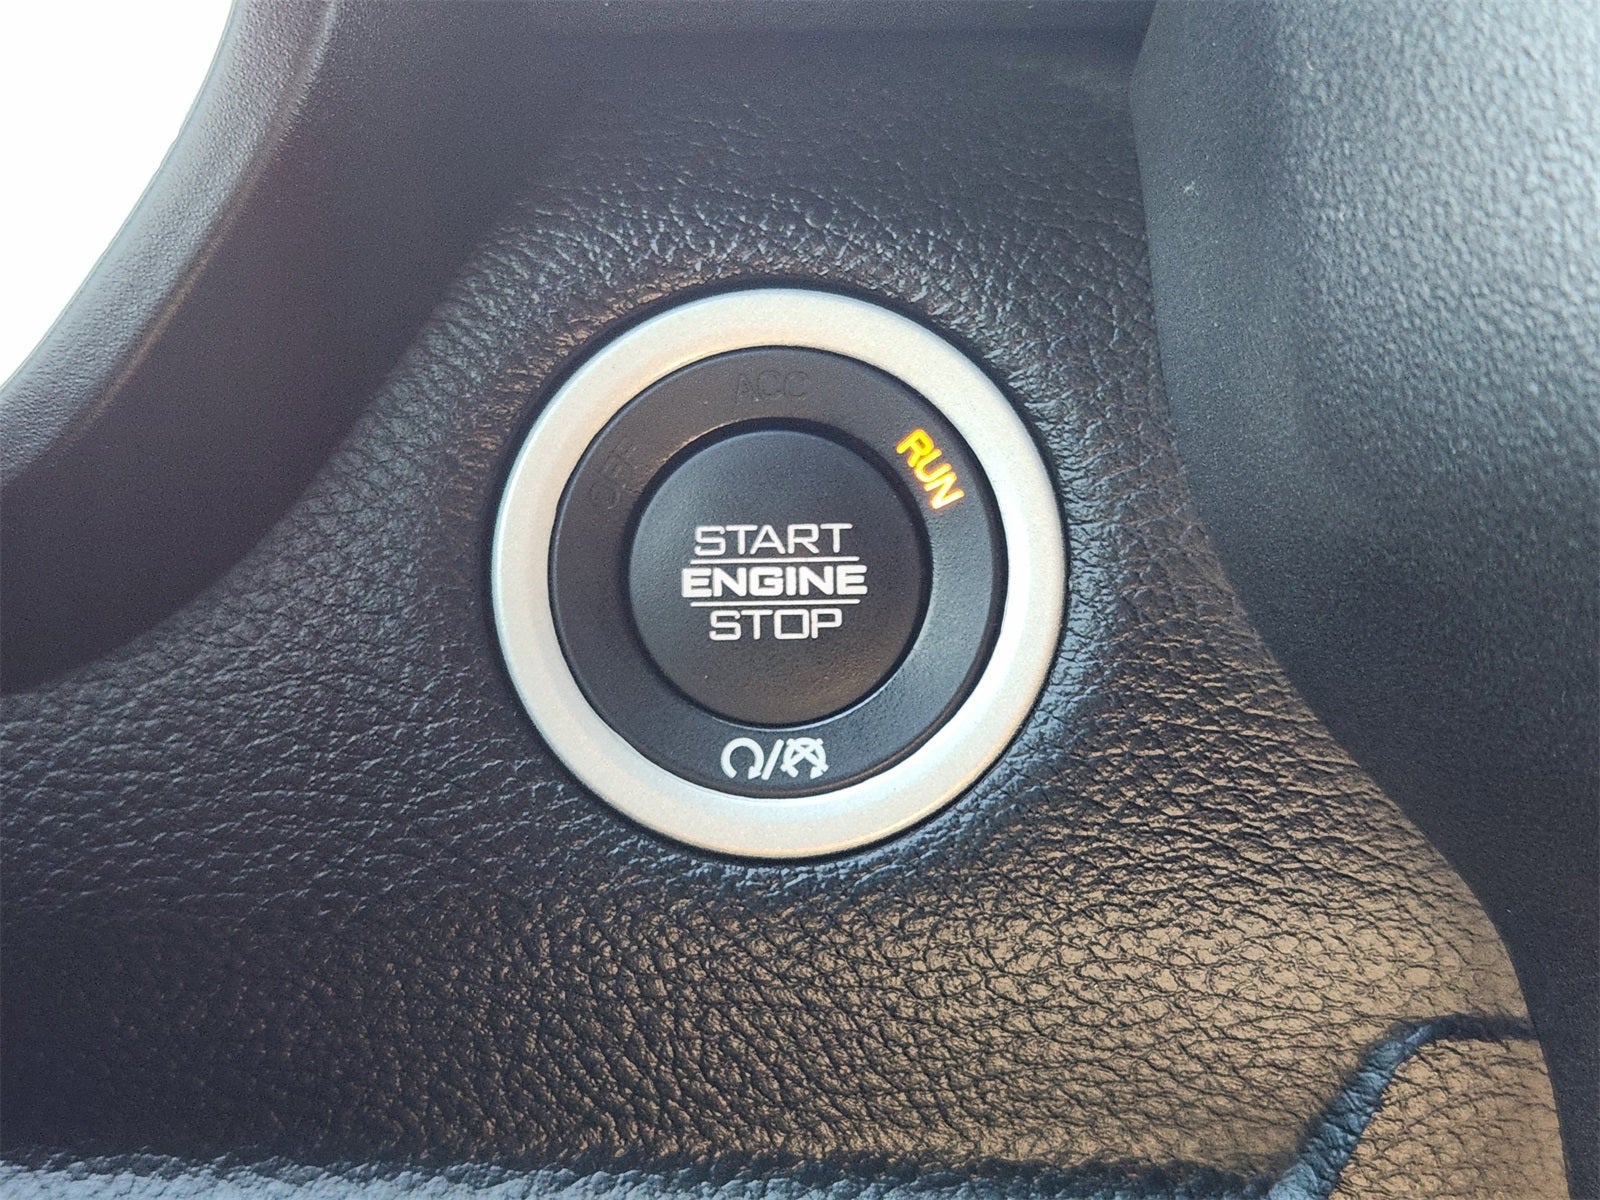 ACC
OFF
RUN
START
ENGINE
STOP
/